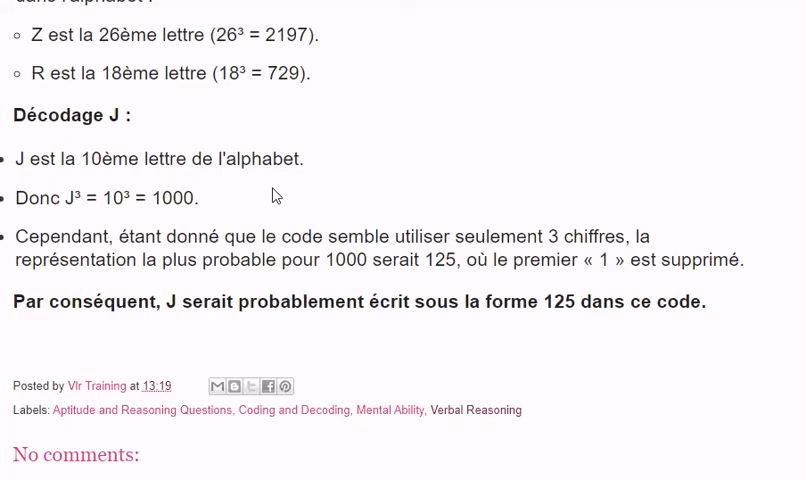 Z est la 26ème lettre (26³ = 2197).
R est la 18ème lettre (18³ = 729).
Décodage J :
J est la 10ème lettre de l'alphabet.
Donc J³ = 10³ = 1000.
Cependant, étant donné que le code semble utiliser seulement 3 chiffres, la
représentation la plus probable pour 1000 serait 125, où le premier « 1 » est supprimé.
Par conséquent, J serait probablement écrit sous la forme 125 dans ce code.
Posted by Vlr Training at 13:19
Labels: Aptitude and Reasoning Questions, Coding and Decoding, Mental Ability, Verbal Reasoning
No comments: